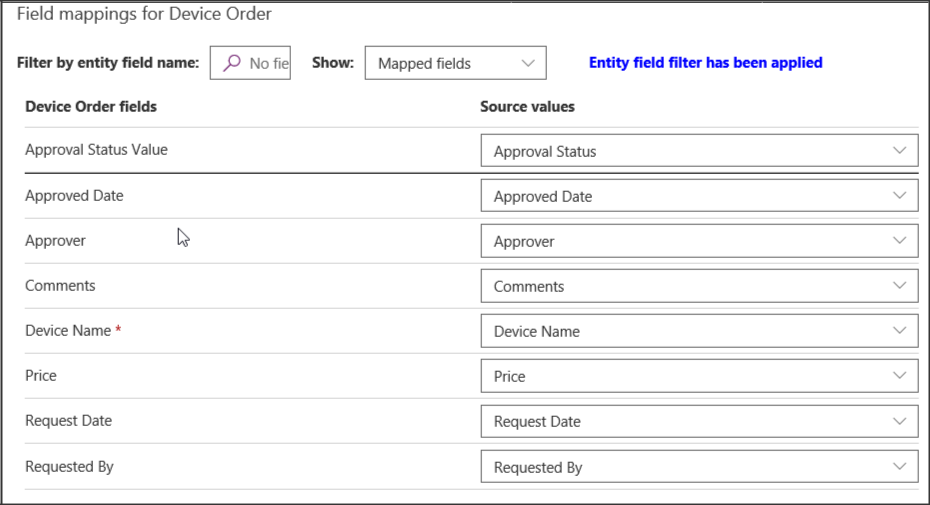 Field mappings for Device Order
Filter by entity field name: No fie Show: Mapped fields Entity field filter has been applied
Device Order fields Source values
Approval Status Value Approval Status
Approved Date Approved Date
Approver Approver
Comments Comments
Device Name * Device Name
Price Price
Request Date Request Date
Requested By Requested By